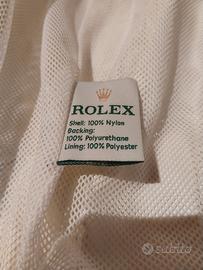 ROLEX
Shell: 100% Nylon
Backing:
100% Polyurethane
Lining: 100% Polyester
subito